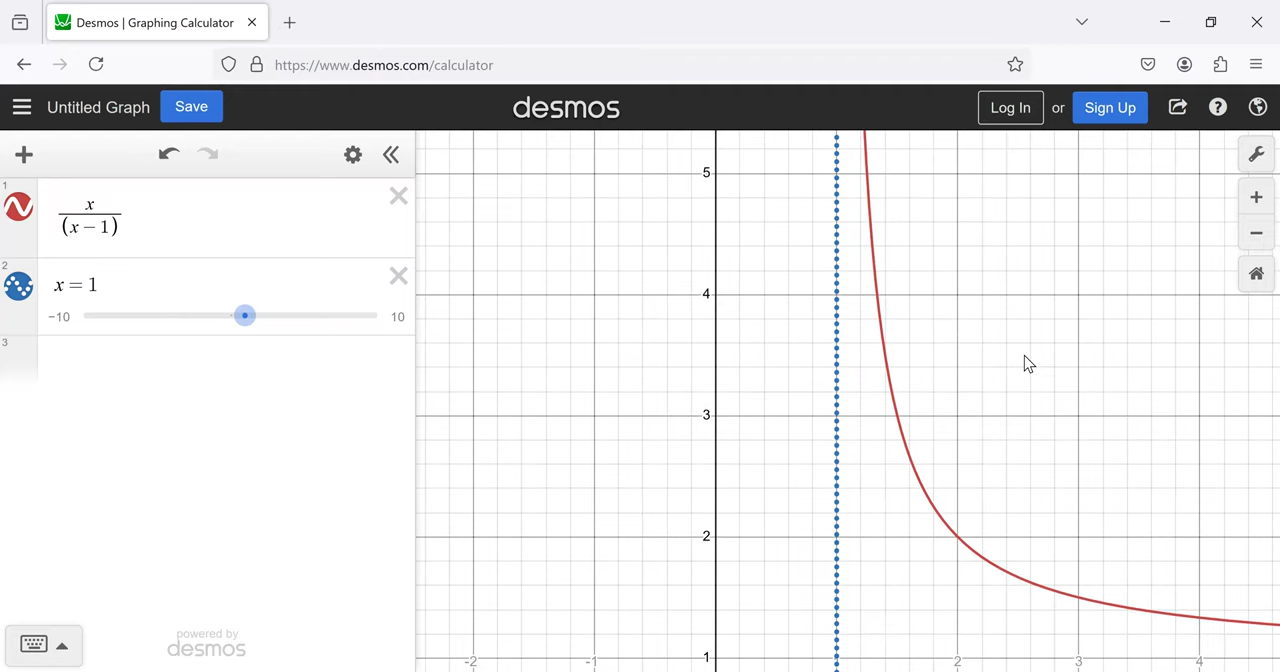 Desmos | Graphing Calculator
https://www.desmos.com/calculator
Untitled Graph
Save
desmos
Log In
or
Sign Up
1
x
(x − 1)
2
x = 1
−10
10
3
powered by
desmos
5
4
3
2
1
-2
-1
2
3
4